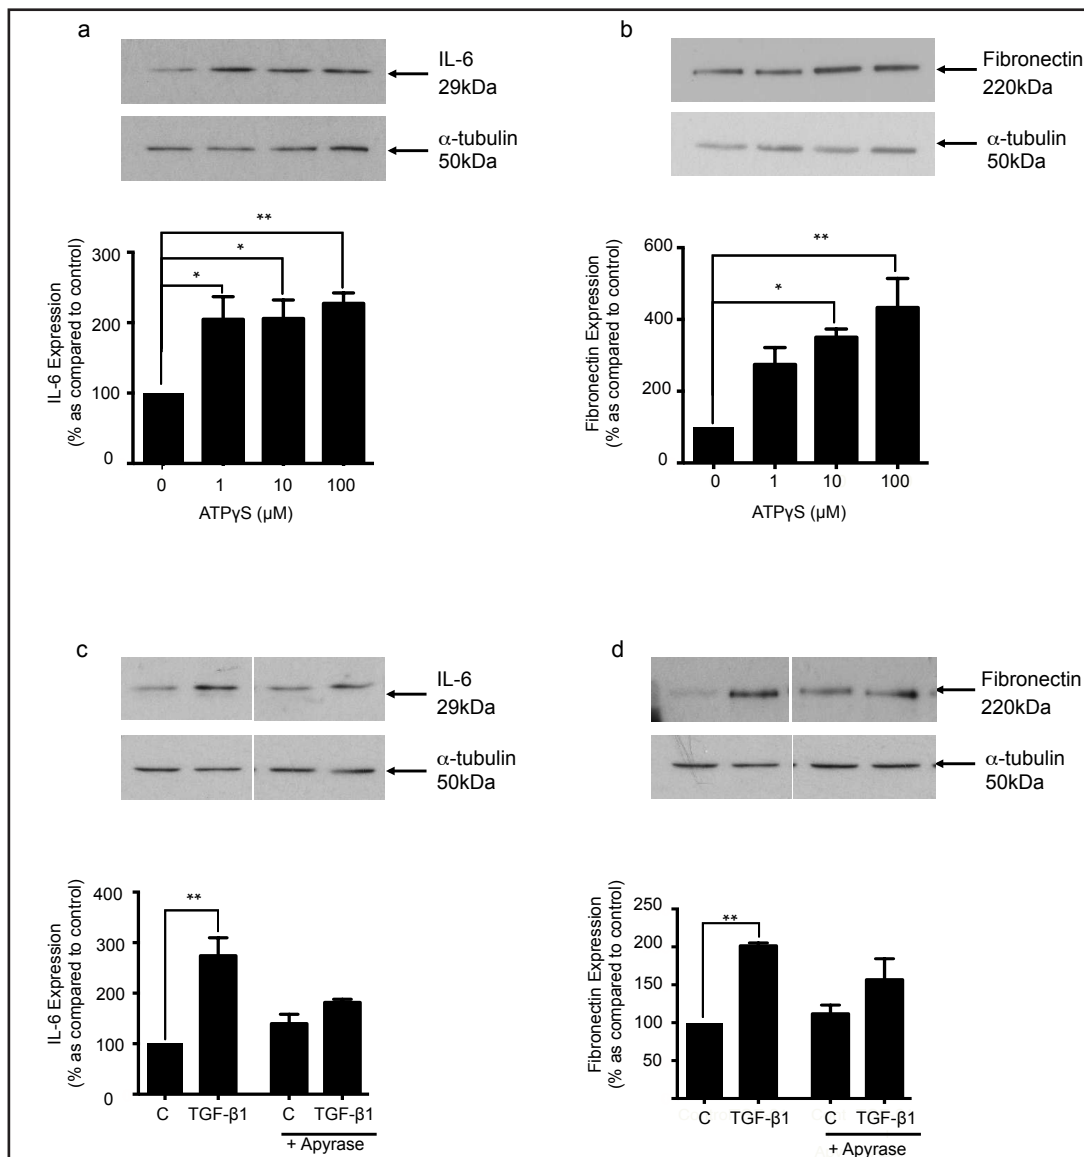 a
IL-6
29kDa
α-tubulin
50kDa
IL-6 Expression
(% as compared to control)
300
200
100
0
*
*
**
0 1 10 100
ATPγS (µM)
b
Fibronectin
220kDa
α-tubulin
50kDa
Fibronectin Expression
(% as compared to control)
600
400
200
0
*
**
0 1 10 100
ATPγS (µM)
c
IL-6
29kDa
α-tubulin
50kDa
IL-6 Expression
(% as compared to control)
400
300
200
100
0
**
C TGF-β1 C TGF-β1
+ Apyrase
d
Fibronectin
220kDa
α-tubulin
50kDa
Fibronectin Expression
(% as compared to control)
250
200
150
100
50
**
C TGF-β1 C TGF-β1
+ Apyrase